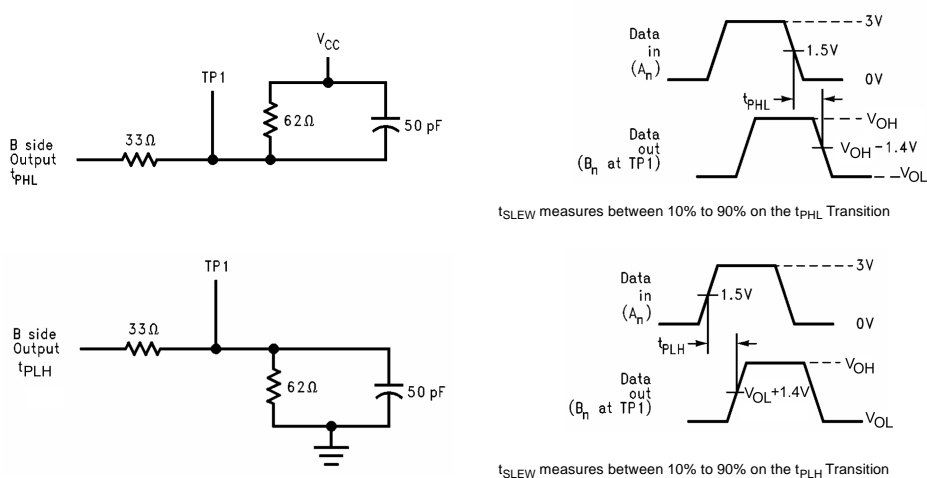 V_CC
TP1
62Ω
50 pF
33Ω
B side
Output
t_PHL
Data
in
(A_n)
3V
1.5V
0V
t_PHL
Data
out
(B_n at TP1)
V_OH
V_OH-1.4V
V_OL
t_SLEW measures between 10% to 90% on the t_PHL Transition
TP1
33Ω
B side
Output
t_PLH
62Ω
50 pF
Data
in
(A_n)
3V
1.5V
0V
t_PLH
Data
out
(B_n at TP1)
V_OH
V_OL+1.4V
V_OL
t_SLEW measures between 10% to 90% on the t_PLH Transition